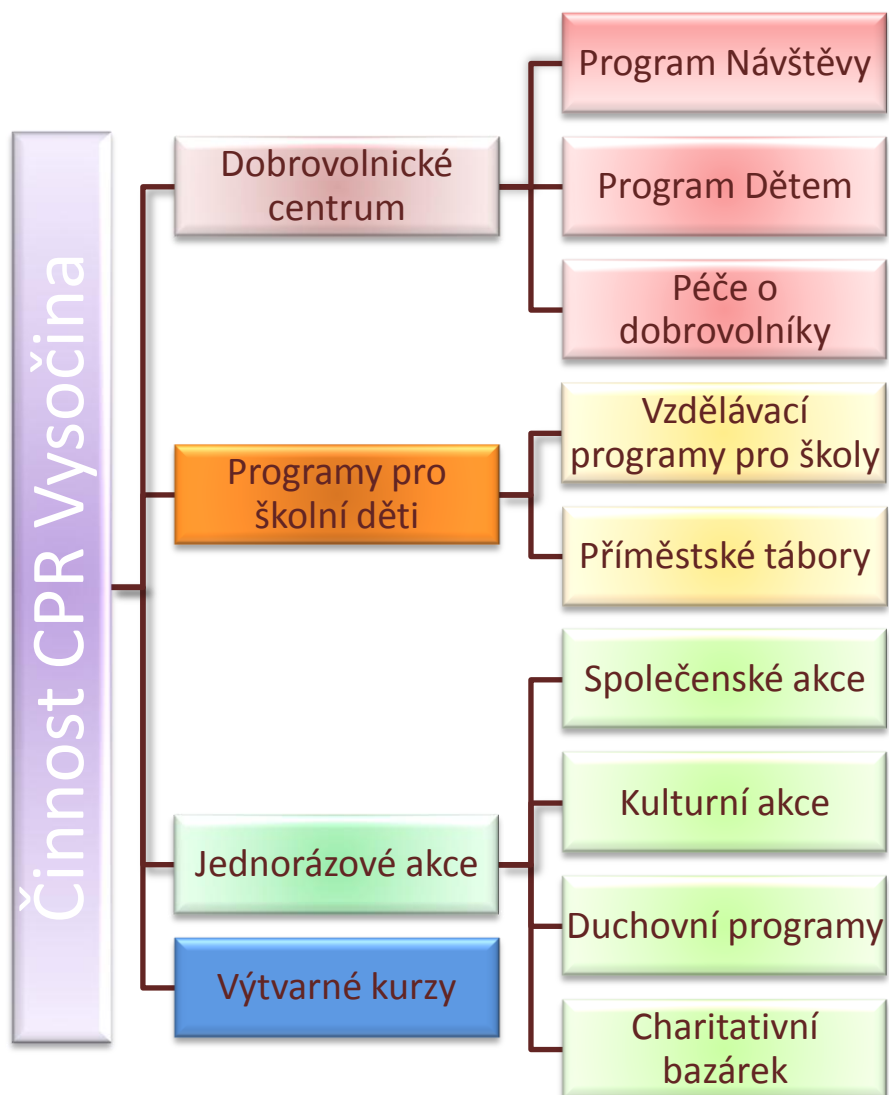 Činnost CPR Vysočina
Dobrovolnické
centrum
Program Návštěvy
Program Dětem
Péče o
dobrovolníky
Programy pro
školní děti
Vzdělávací
programy pro školy
Příměstské tábory
Jednorázové akce
Společenské akce
Kulturní akce
Duchovní programy
Charitativní
bazárek
Výtvarné kurzy